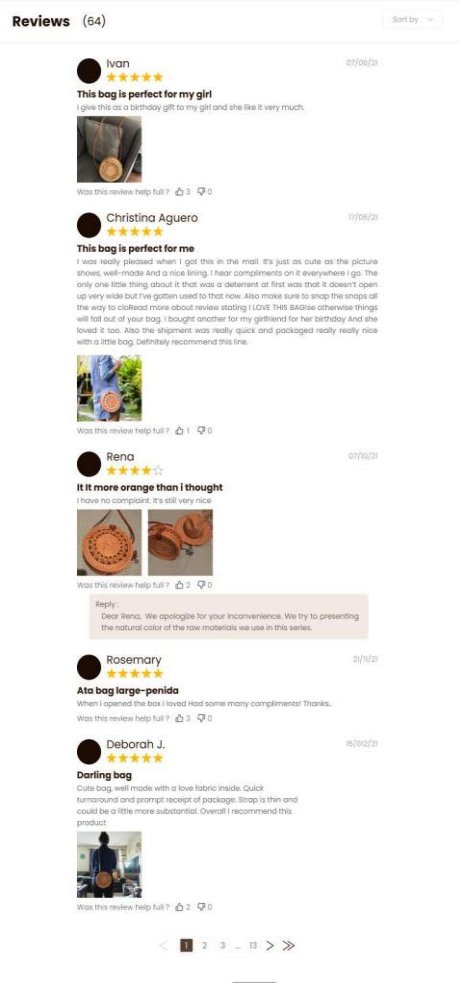 Reviews (64)
Sort by
Ivan
07/06/21
This bag is perfect for my girl
I give this as a birthday gift to my girl and she like it very much.
Was this review help full ? 3 0
Christina Aguero
17/06/21
This bag is perfect for me
I was really pleased when I got this in the mail. It's just as cute as the picture
shows, well-made And a nice lining. I hear compliments on it everywhere I go. The
only one little thing about it that was a deterrent at first was that it doesn't open
up very wide but I've gotten used to that now. Also make sure to snap the snaps all
the way to cloRead more about review stating I LOVE THIS BAG!se otherwise things
will fall out of your bag. I bought another for my girlfriend for her birthday And she
loved it too. Also the shipment was really quick and packaged really really nice
with a little bag. Definitely recommend this line.
Was this review help full ? 1 0
Rena
07/10/21
It It more orange than i thought
I have no complaint. It's still very nice
Was this review help full ? 2 0
Reply :
Dear Rena, We apologize for your inconvenience. We try to presenting
the natural color of the raw materials we use in this series.
Rosemary
21/11/21
Ata bag large-penida
When I opened the box i loved Had some many compliments! Thanks..
Was this review help full ? 3 0
Deborah J.
15/012/21
Darling bag
Cute bag, well made with a love fabric inside. Quick
turnaround and prompt receipt of package. Strap is thin and
could be a little more substantial. Overall I recommend this
product
Was this review help full ? 2 0
< 1 2 3 ... 13 > >>